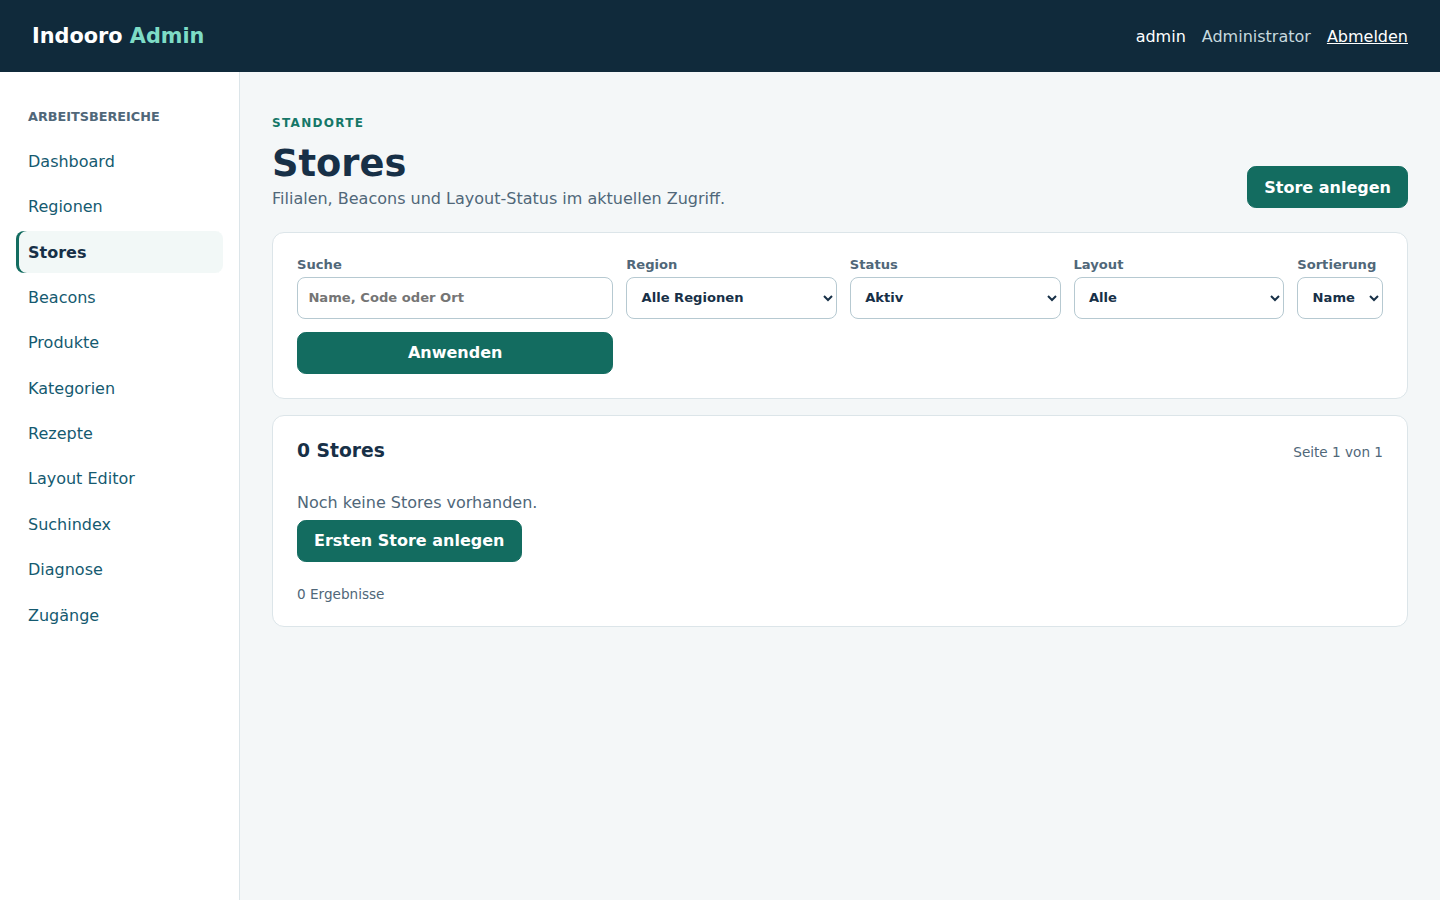 Indooro Admin
admin Administrator Abmelden
ARBEITSBEREICHE
Dashboard
Regionen
Stores
Beacons
Produkte
Kategorien
Rezepte
Layout Editor
Suchindex
Diagnose
Zugänge
STANDORTE
Stores
Filialen, Beacons und Layout-Status im aktuellen Zugriff.
Store anlegen
Suche Region Status Layout Sortierung
Name, Code oder Ort Alle Regionen Aktiv Alle Name
Anwenden
0 Stores Seite 1 von 1
Noch keine Stores vorhanden.
Ersten Store anlegen
0 Ergebnisse